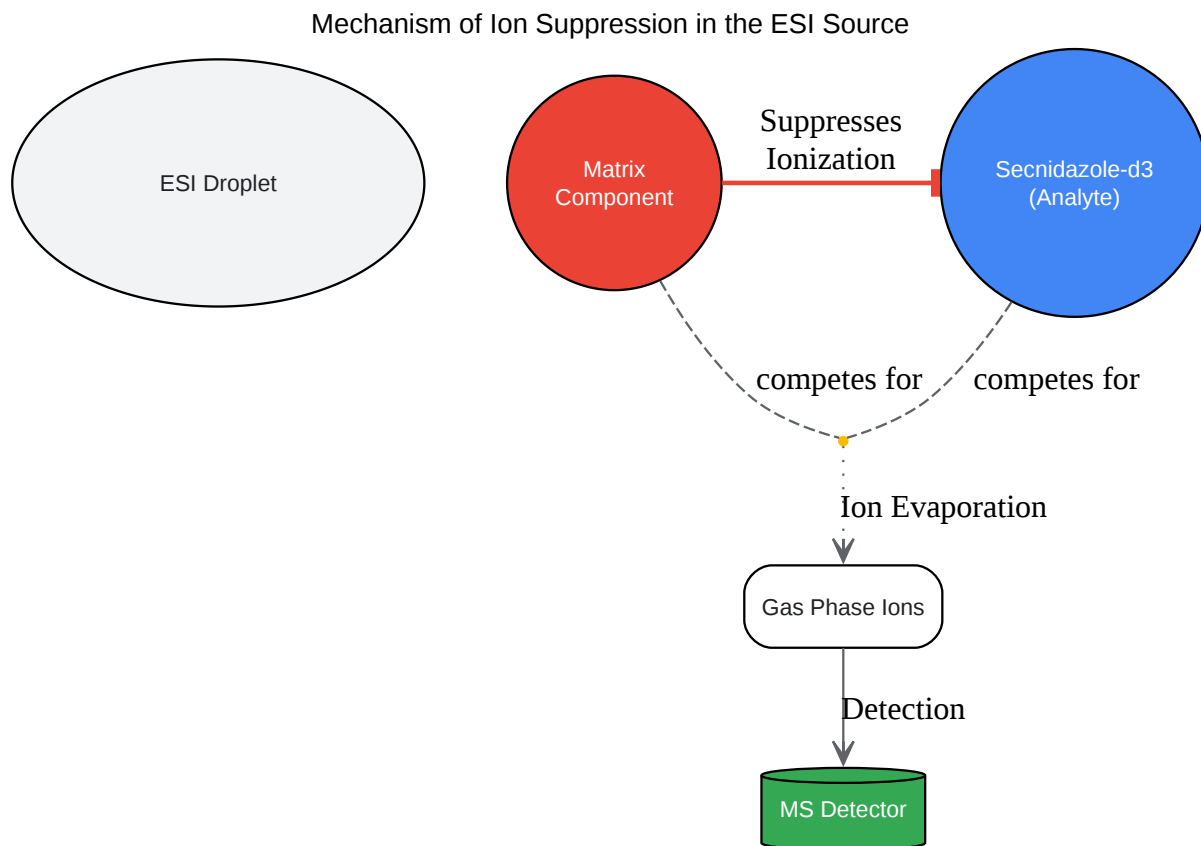 Mechanism of Ion Suppression in the ESI Source
ESI Droplet
Matrix
Component
Suppresses
Ionization
Secnidazole-d3
(Analyte)
competes for
competes for
Ion Evaporation
Gas Phase Ions
Detection
MS Detector